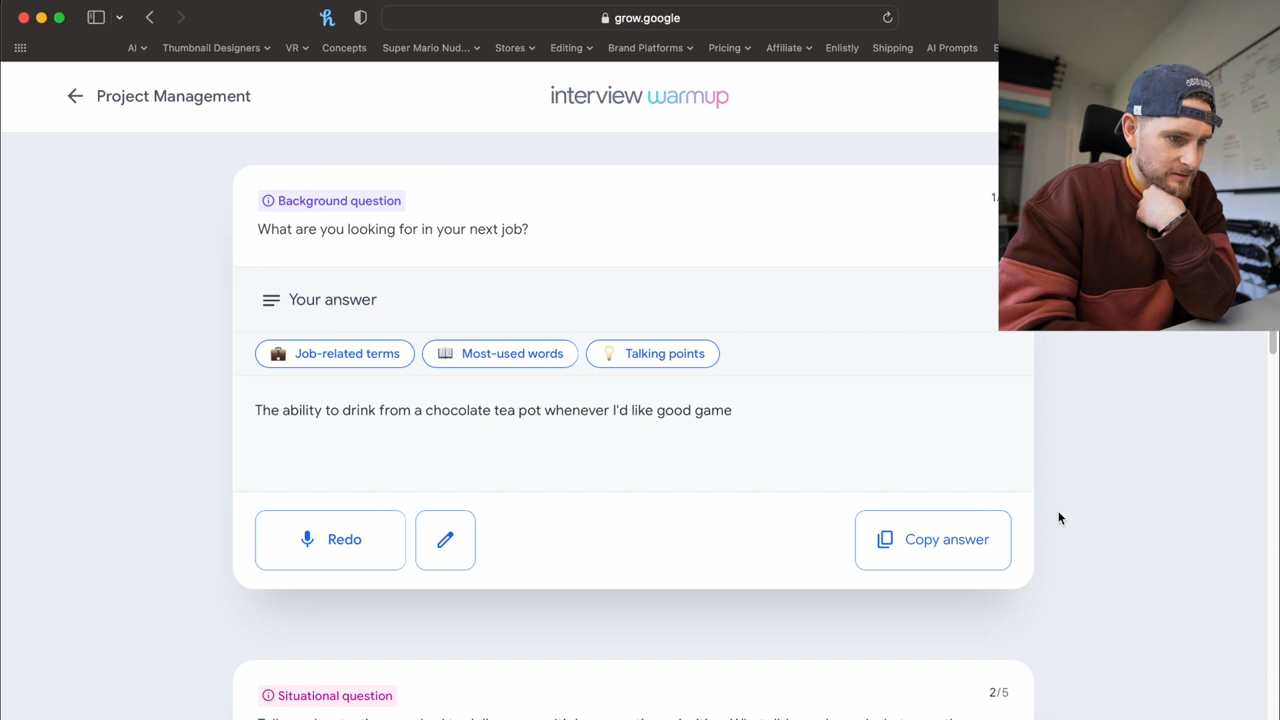 grow.google
AI
Thumbnail Designers
VR
Concepts
Super Mario Nud...
Stores
Editing
Brand Platforms
Pricing
Affiliate
Enlistly
Shipping
AI Prompts
Project Management
interview warmup
Background question
What are you looking for in your next job?
Your answer
Job-related terms
Most-used words
Talking points
The ability to drink from a chocolate tea pot whenever I'd like good game
Redo
Copy answer
Situational question
2/5